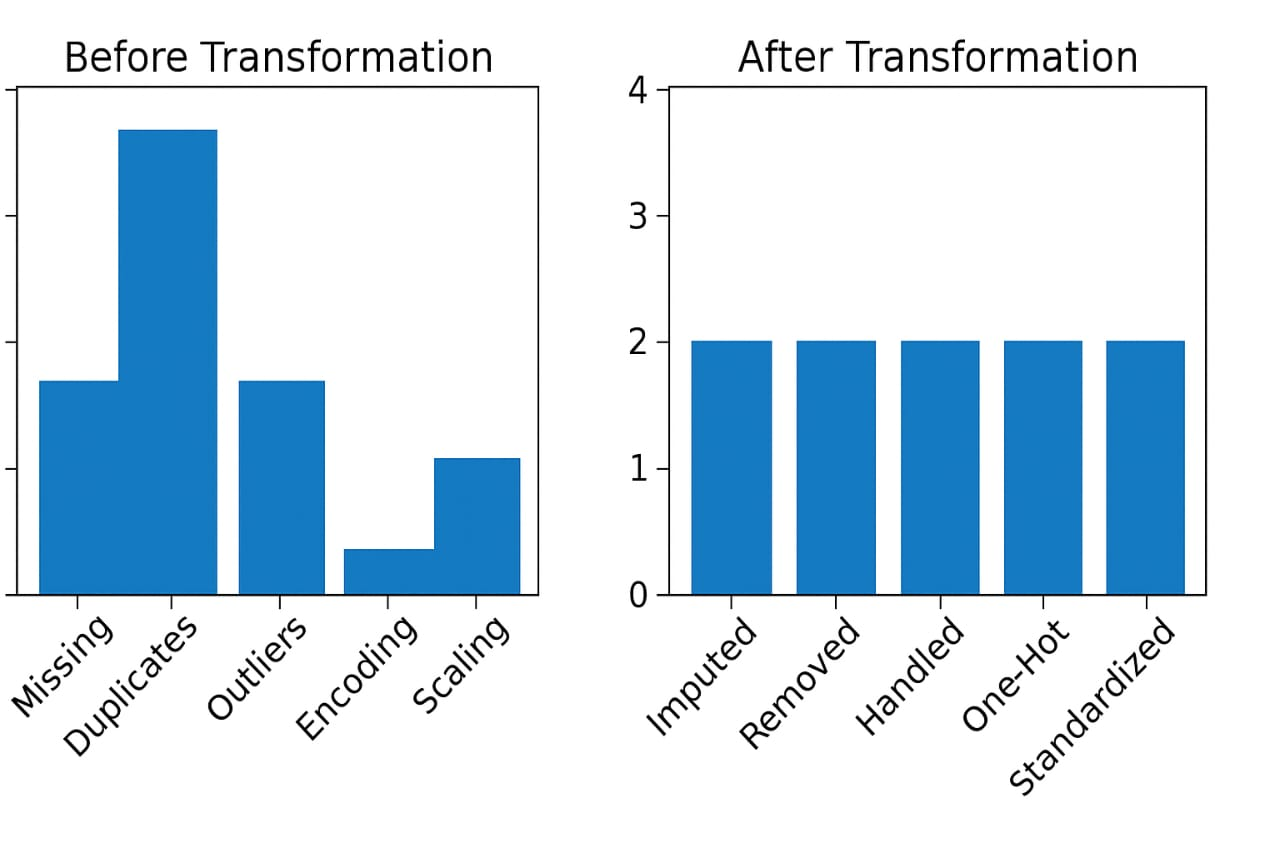 Before Transformation
Missing
Duplicates
Outliers
Encoding
Scaling
After Transformation
4
3
2
1
0
Imputed
Removed
Handled
One-Hot
Standardized